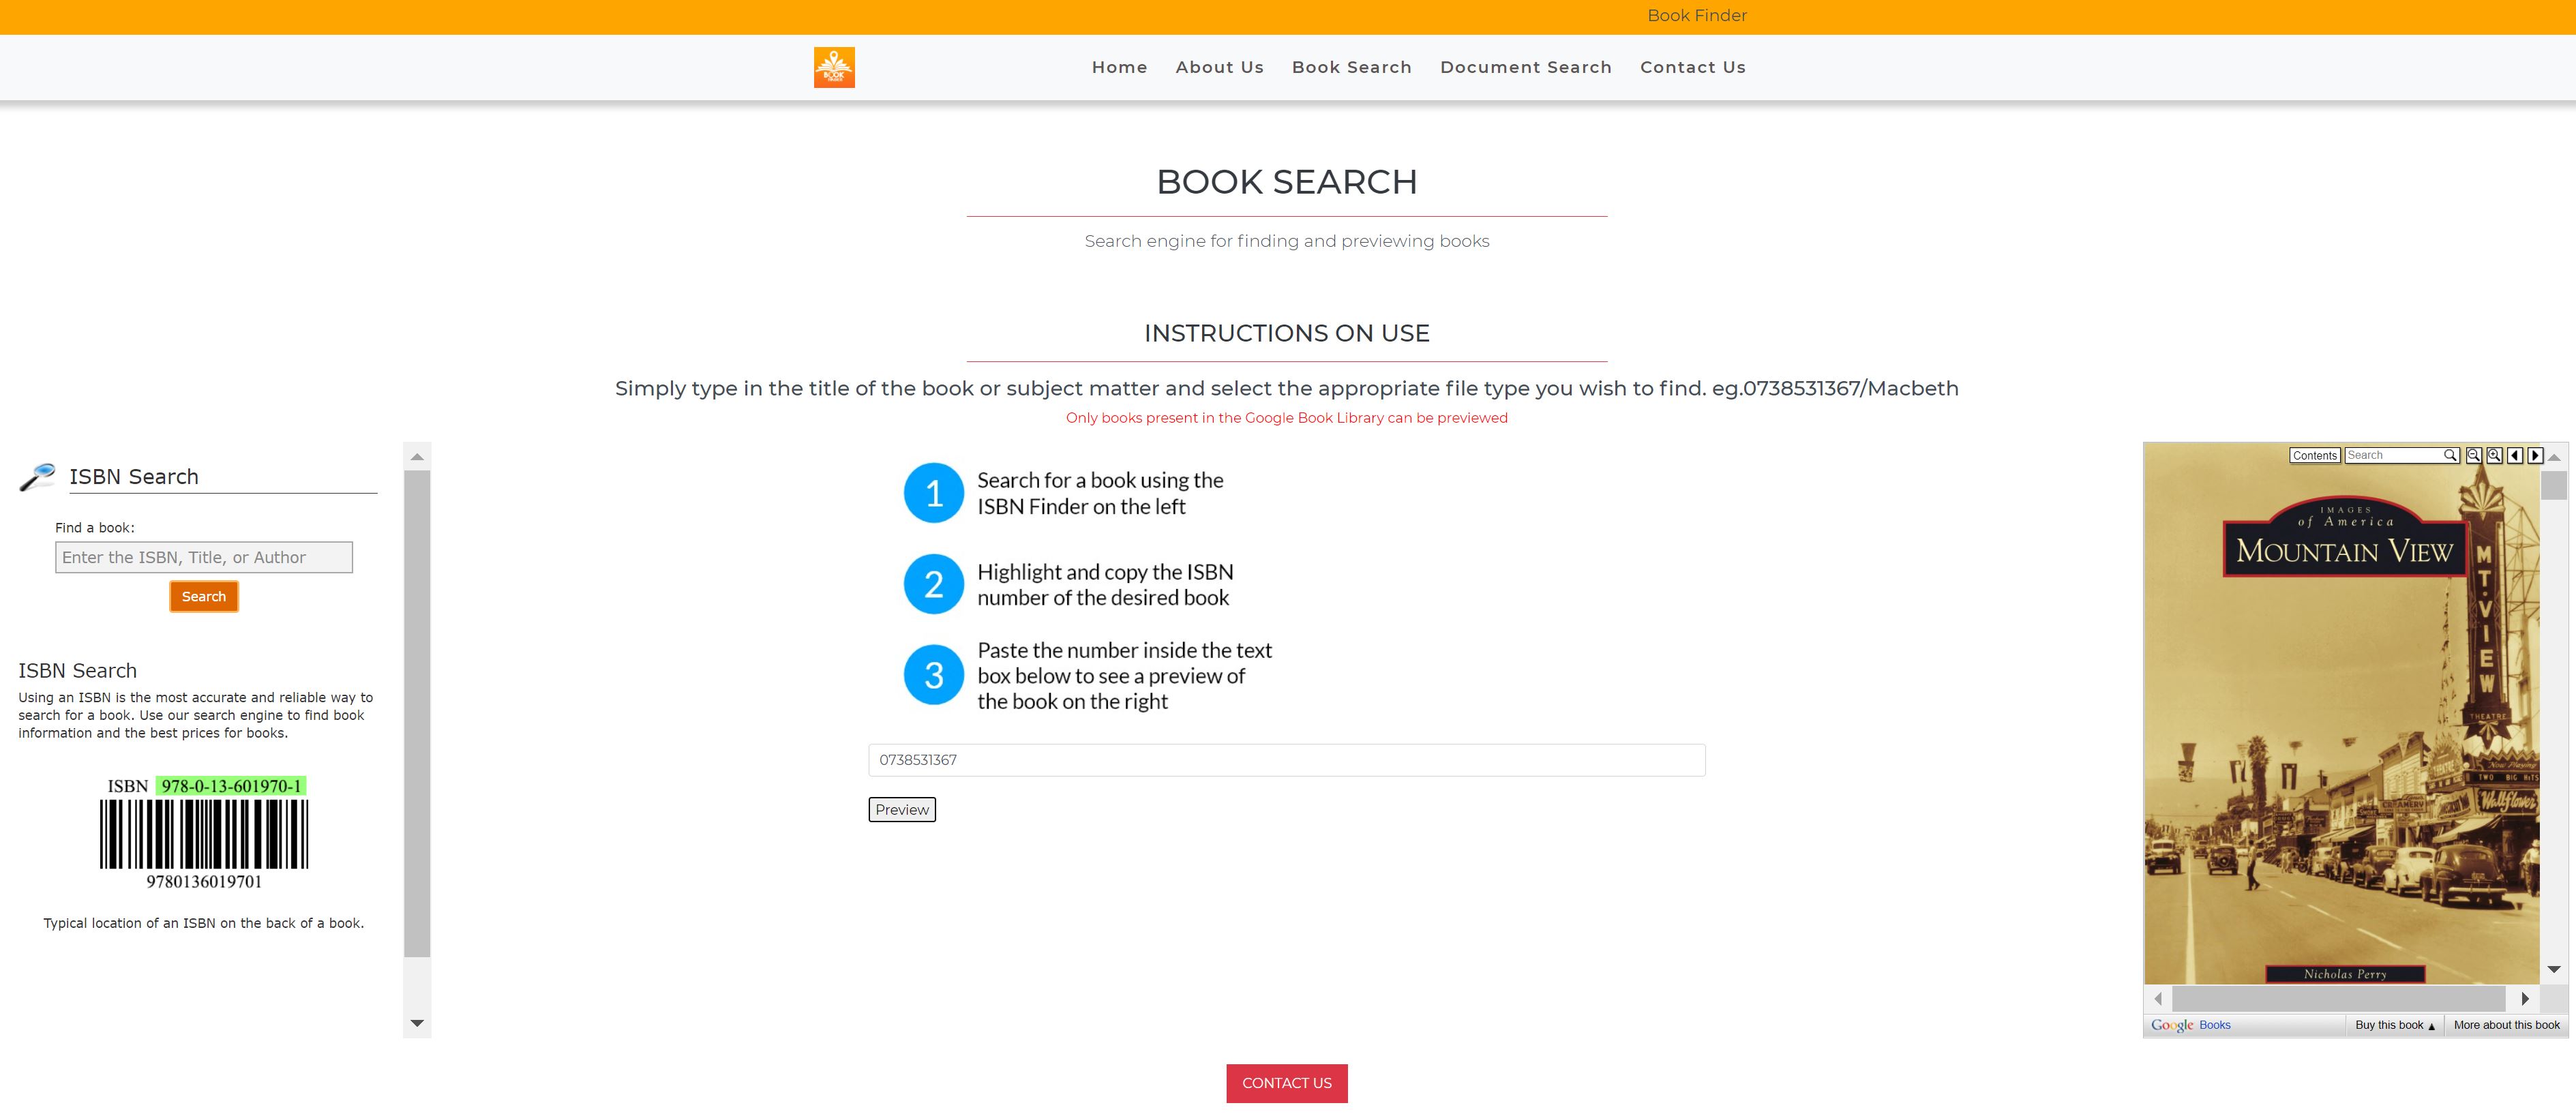 Book Finder
BOOK
Home About Us Book Search Document Search Contact Us
BOOK SEARCH
Search engine for finding and previewing books
INSTRUCTIONS ON USE
Simply type in the title of the book or subject matter and select the appropriate file type you wish to find. eg.0738531367/Macbeth
Only books present in the Google Book Library can be previewed
ISBN Search
Find a book:
Enter the ISBN, Title, or Author
Search
ISBN Search
Using an ISBN is the most accurate and reliable way to
search for a book. Use our search engine to find book
information and the best prices for books.
ISBN 978-0-13-601970-1
9780136019701
Typical location of an ISBN on the back of a book.
1
Search for a book using the
ISBN Finder on the left
2
Highlight and copy the ISBN
number of the desired book
3
Paste the number inside the text
box below to see a preview of
the book on the right
0738531367
Preview
Contents Search
IMAGES
of America
MOUNTAIN VIEW
MT·VIEW
THEATRE
Now Playing
TWO BIG HITS
CREAMERY
Wallflower
Nicholas Perry
Google Books
Buy this book
More about this book
CONTACT US